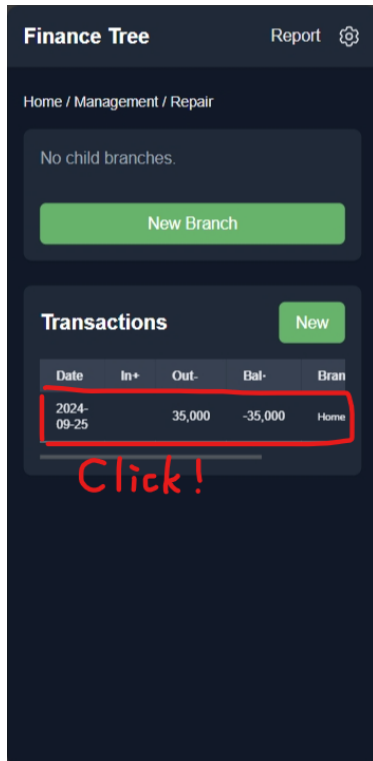 Finance Tree Report
Home / Management / Repair
No child branches.
New Branch
Transactions New
Date In+ Out- Bal· Bran
2024-09-25 35,000 -35,000 Home
Click!